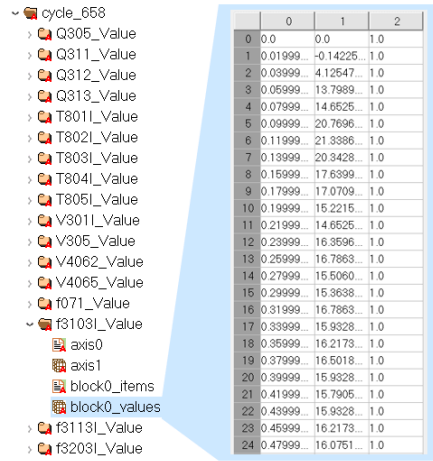 cycle_658
Q305_Value
Q311_Value
Q312_Value
Q313_Value
T801I_Value
T802I_Value
T803I_Value
T804I_Value
T805I_Value
V301I_Value
V305_Value
V4062_Value
V4065_Value
f071_Value
f3103I_Value
axis0
axis1
block0_items
block0_values
f3113I_Value
f3203I_Value
0 1 2
0 0.0 0.0 1.0
1 0.01999... -0.14225... 1.0
2 0.03999... 4.12547... 1.0
3 0.05999... 13.7989... 1.0
4 0.07999... 14.6525... 1.0
5 0.09999... 20.7696... 1.0
6 0.11999... 21.3386... 1.0
7 0.13999... 20.3428... 1.0
8 0.15999... 17.6399... 1.0
9 0.17999... 17.0709... 1.0
10 0.19999... 15.2215... 1.0
11 0.21999... 14.6525... 1.0
12 0.23999... 16.3596... 1.0
13 0.25999... 16.7863... 1.0
14 0.27999... 15.5060... 1.0
15 0.29999... 15.3638... 1.0
16 0.31999... 16.7863... 1.0
17 0.33999... 15.9328... 1.0
18 0.35999... 16.2173... 1.0
19 0.37999... 16.5018... 1.0
20 0.39999... 15.9328... 1.0
21 0.41999... 15.7905... 1.0
22 0.43999... 15.9328... 1.0
23 0.45999... 16.2173... 1.0
24 0.47999... 16.0751... 1.0